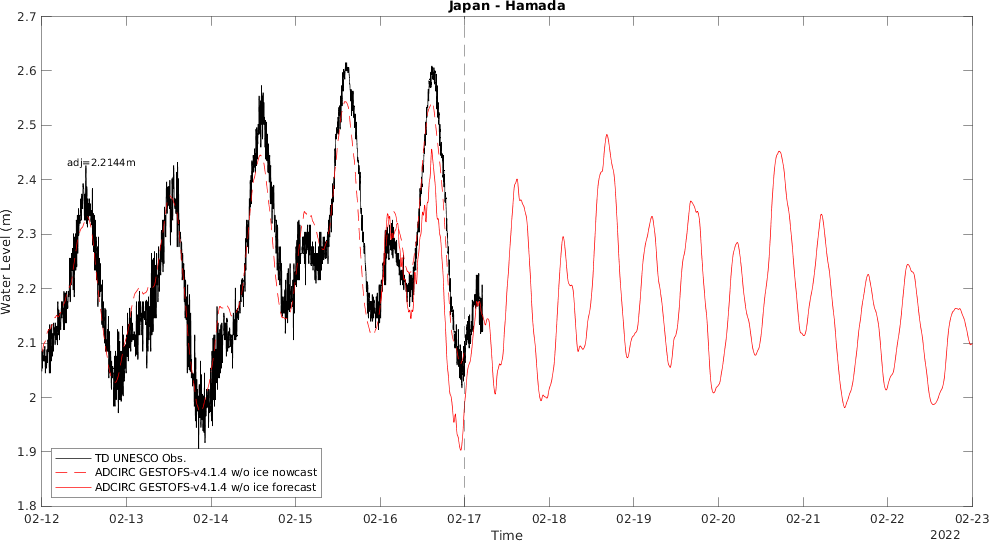 Japan - Hamada
2.7
2.6
2.5
2.4
2.3
2.2
2.1
2
1.9
1.8
Water Level (m)
adj=2.2144m
TD UNESCO Obs.
ADCIRC GESTOFS-v4.1.4 w/o ice nowcast
ADCIRC GESTOFS-v4.1.4 w/o ice forecast
02-12 02-13 02-14 02-15 02-16 02-17 02-18 02-19 02-20 02-21 02-22 02-23
Time
2022